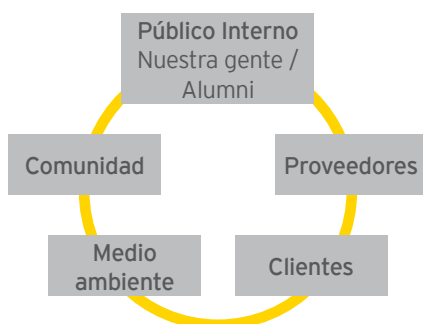 Público Interno
Nuestra gente /
Alumni
Comunidad
Proveedores
Medio
ambiente
Clientes